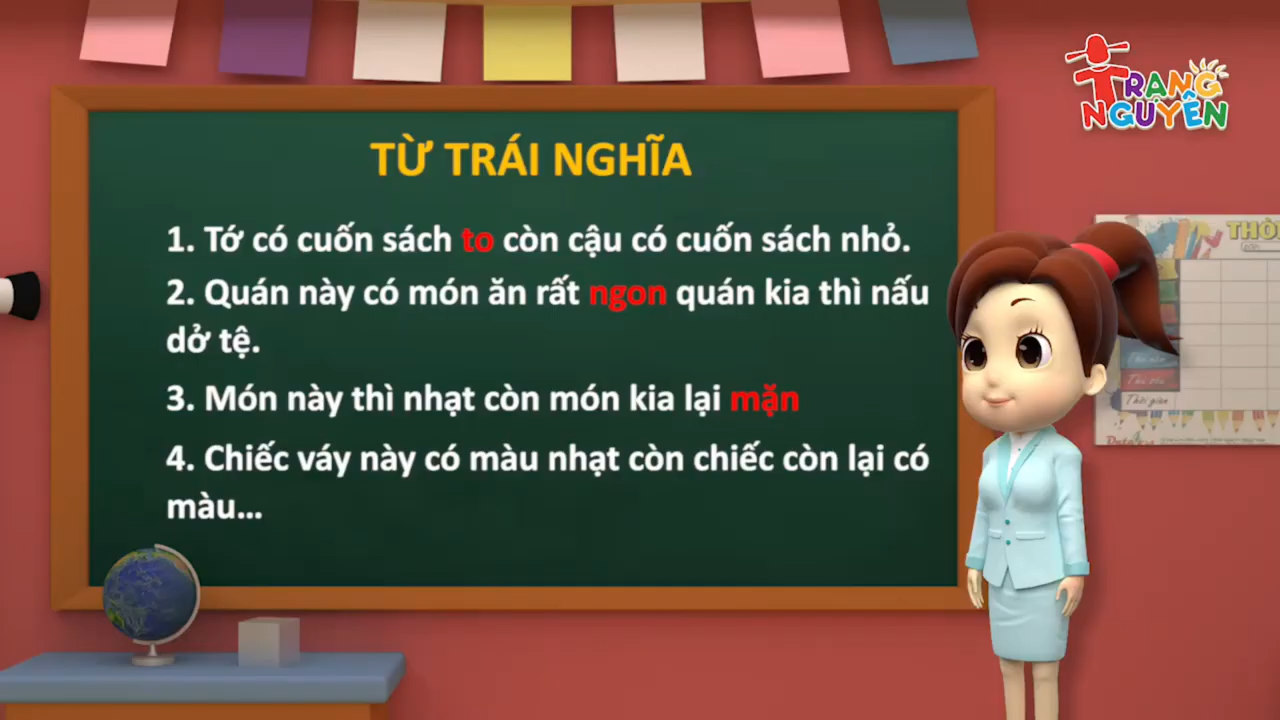 TRẠNG
NGUYÊN
TỪ TRÁI NGHĨA
1. Tớ có cuốn sách to còn cậu có cuốn sách nhỏ.
2. Quán này có món ăn rất ngon quán kia thì nấu
dở tệ.
3. Món này thì nhạt còn món kia lại mặn
4. Chiếc váy này có màu nhạt còn chiếc còn lại có
màu...